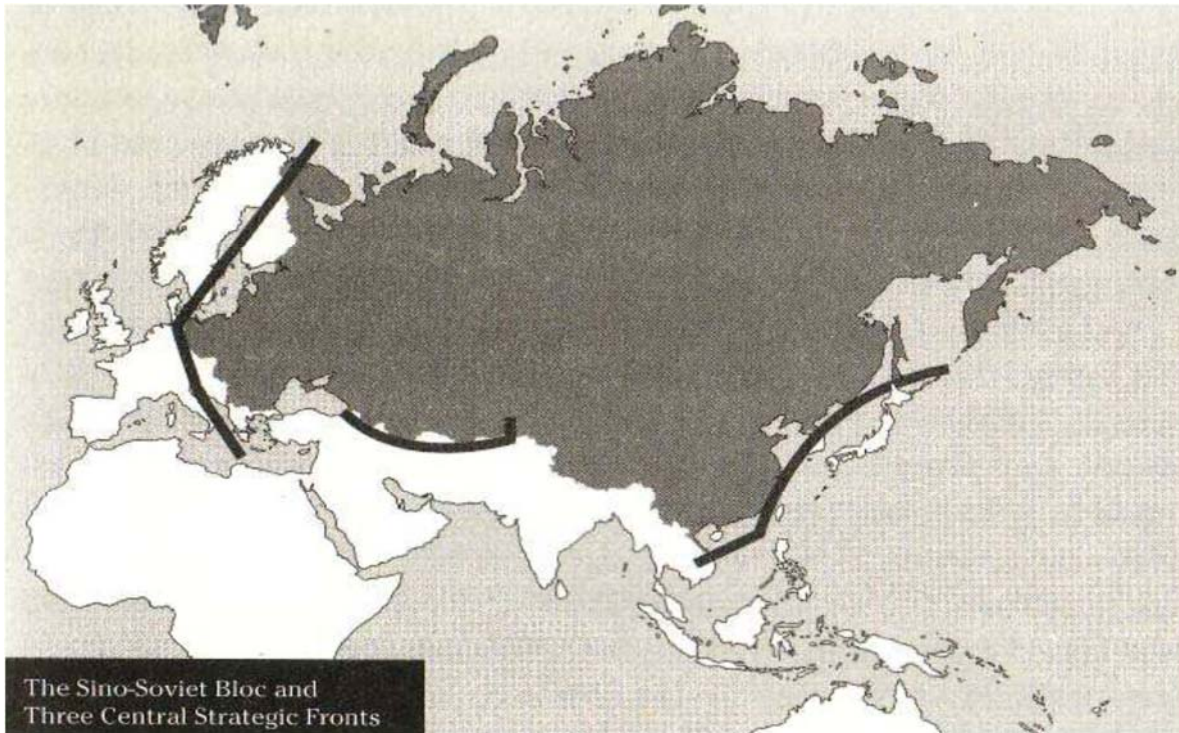 The Sino-Soviet Bloc and
Three Central Strategic Fronts